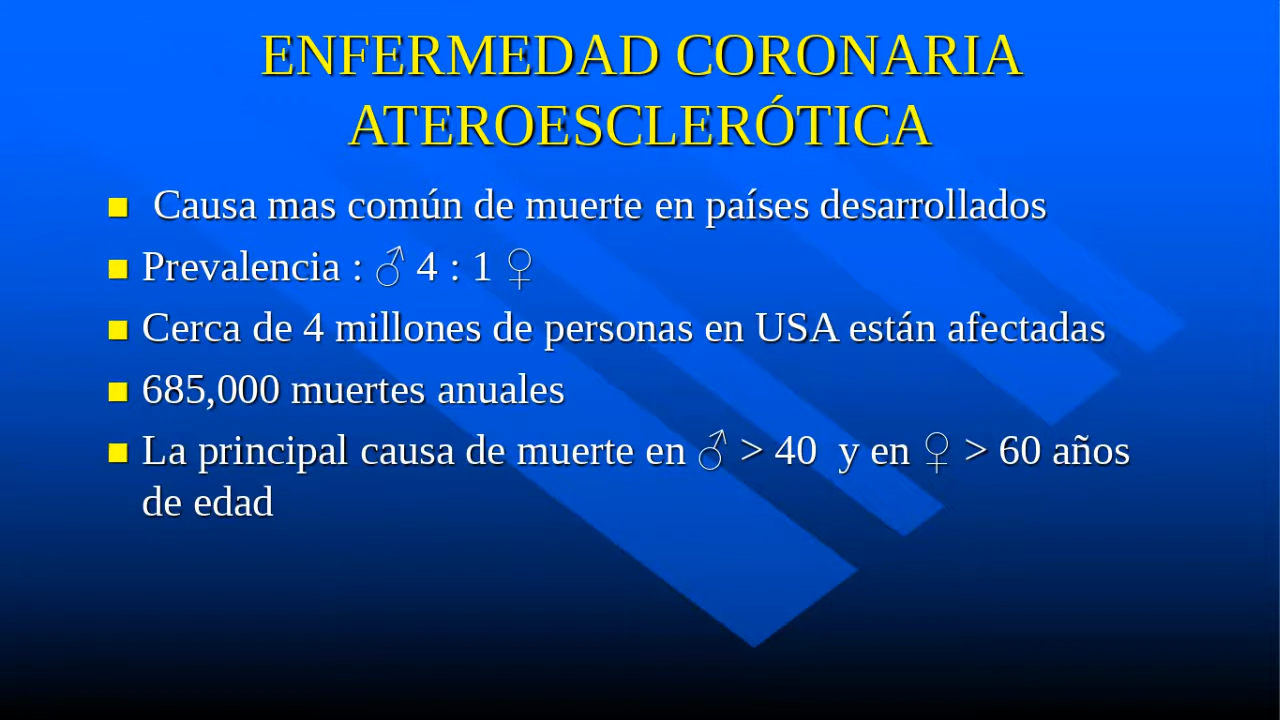 ENFERMEDAD CORONARIA
ATEROESCLERÓTICA
■ Causa mas común de muerte en países desarrollados
■ Prevalencia : ♂ 4 : 1 ♀
■ Cerca de 4 millones de personas en USA están afectadas
■ 685,000 muertes anuales
■ La principal causa de muerte en ♂ > 40 y en ♀ > 60 años
de edad